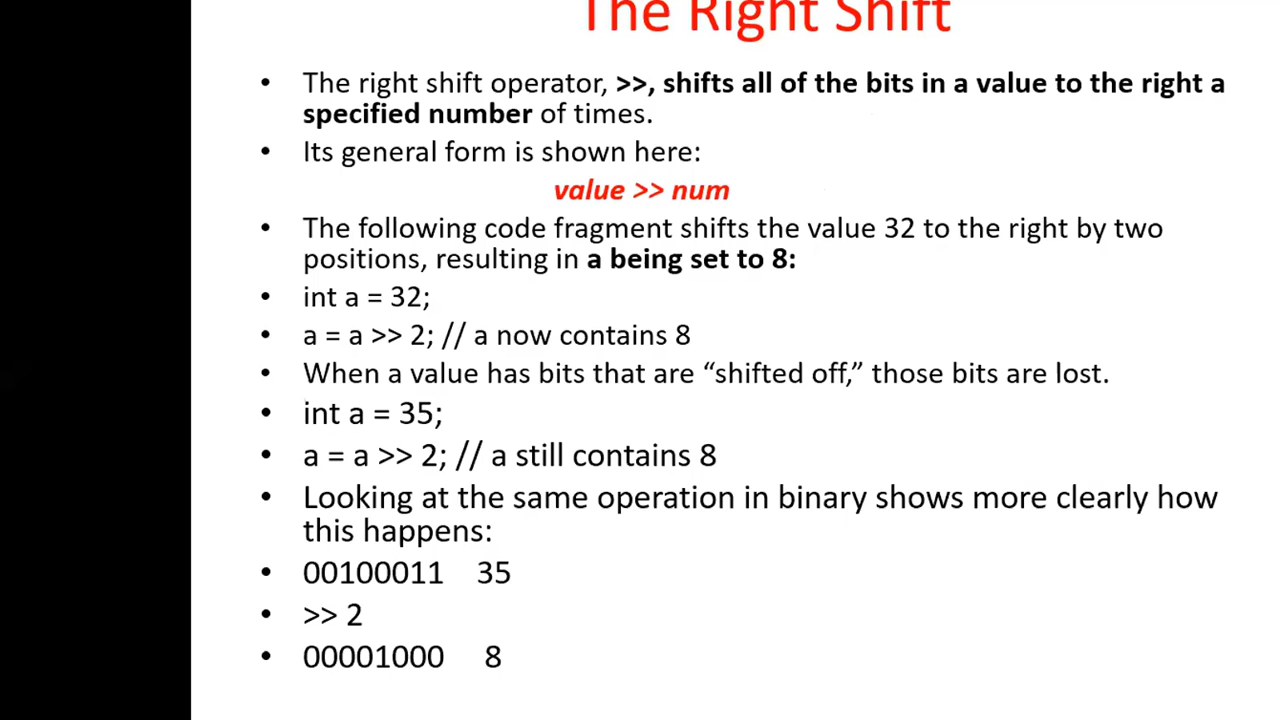 The Right Shift
• The right shift operator, >>, shifts all of the bits in a value to the right a
specified number of times.
• Its general form is shown here:
value >> num
• The following code fragment shifts the value 32 to the right by two
positions, resulting in a being set to 8:
• int a = 32;
• a = a >> 2; // a now contains 8
• When a value has bits that are “shifted off,” those bits are lost.
• int a = 35;
• a = a >> 2; // a still contains 8
• Looking at the same operation in binary shows more clearly how
this happens:
• 00100011 35
• >> 2
• 00001000 8